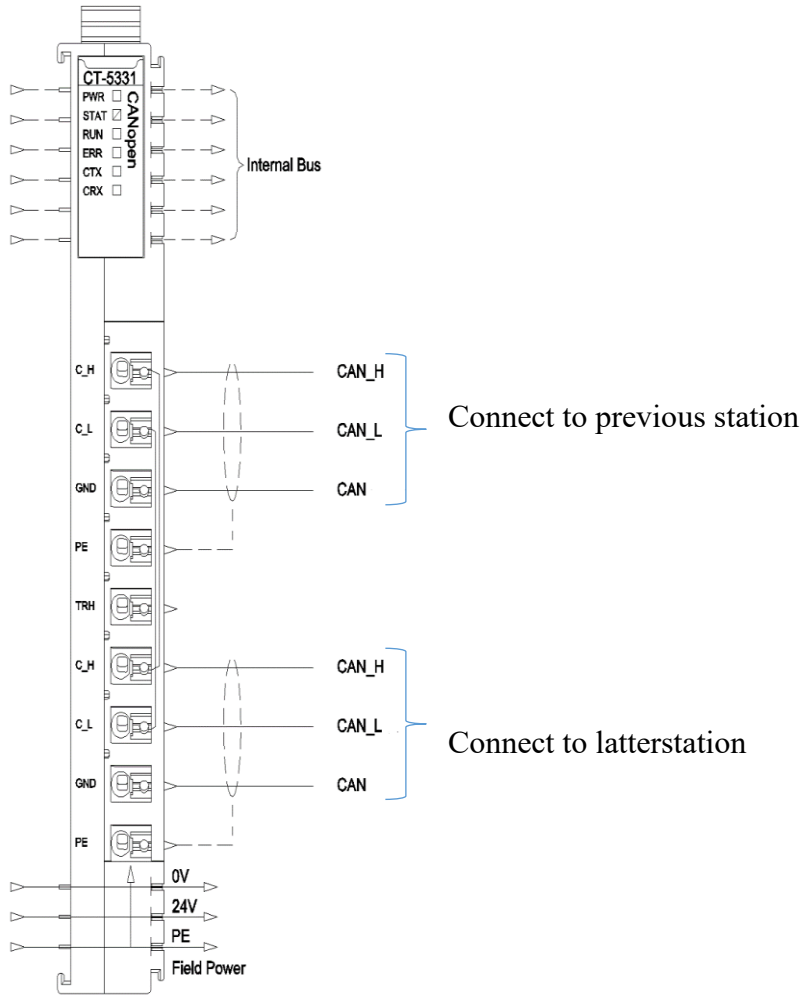 CT-5331
CANopen
PWR
STAT
RUN
ERR
CTX
CRX
Internal Bus
C_H CAN_H
C_L CAN_L
GND CAN
PE
Connect to previous station
TRH
C_H CAN_H
C_L CAN_L
GND CAN
PE
Connect to latterstation
0V
24V
PE
Field Power